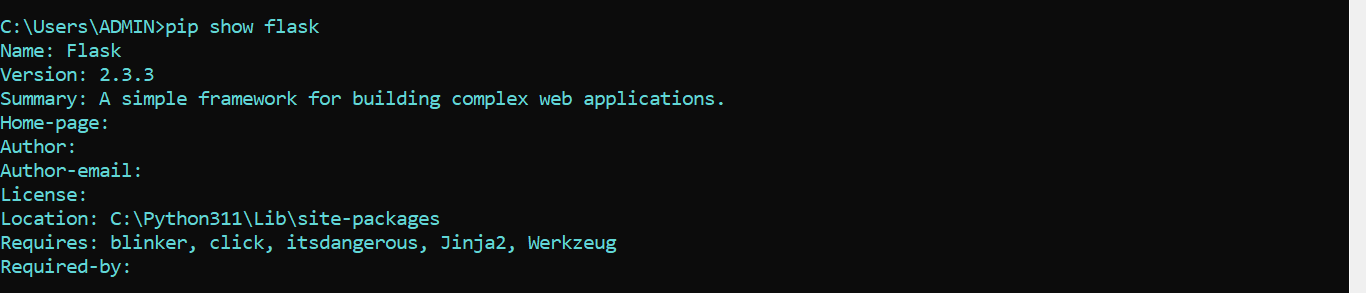 C:\Users\ADMIN>pip show flask
Name: Flask
Version: 2.3.3
Summary: A simple framework for building complex web applications.
Home-page:
Author:
Author-email:
License:
Location: C:\Python311\Lib\site-packages
Requires: blinker, click, itsdangerous, Jinja2, Werkzeug
Required-by: